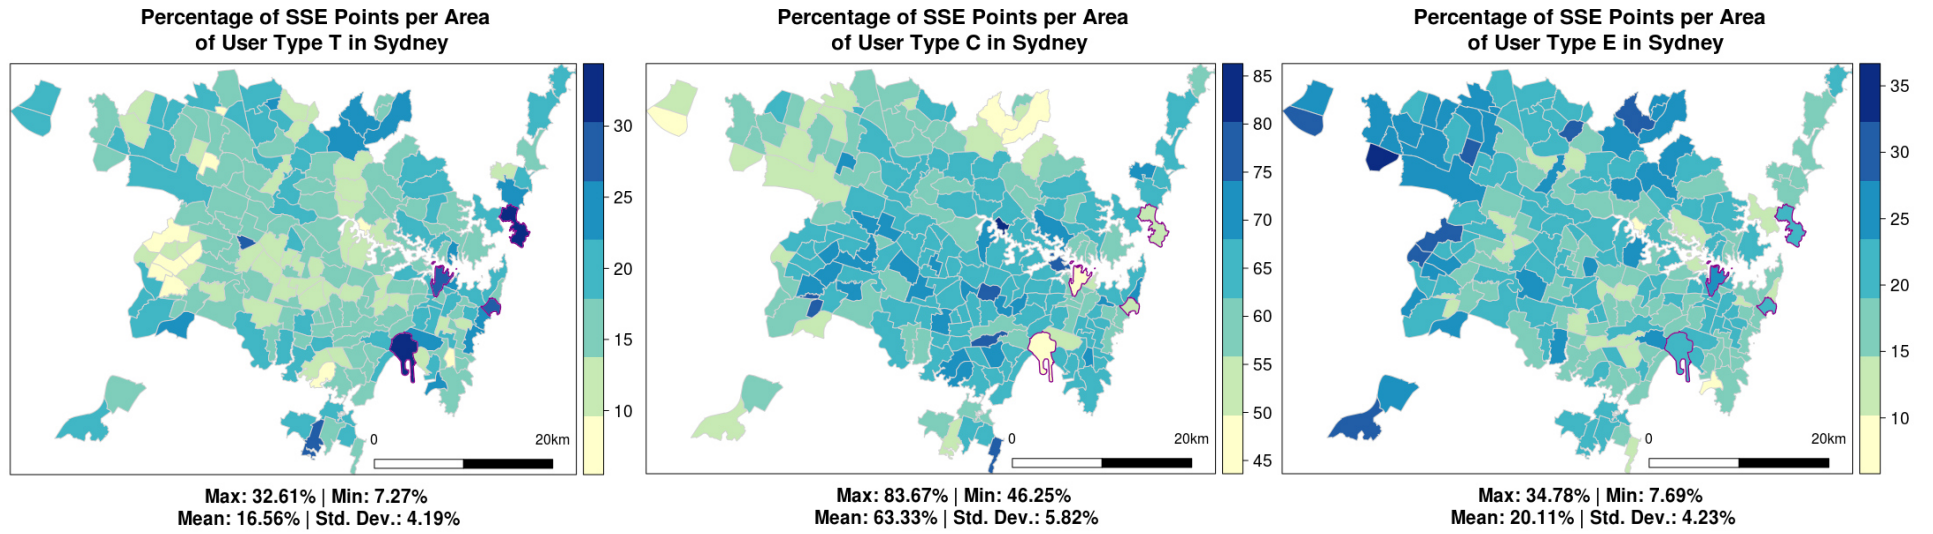 Percentage of SSE Points per Area
of User Type T in Sydney
30
25
20
15
10
0 20km
Max: 32.61% | Min: 7.27%
Mean: 16.56% | Std. Dev.: 4.19%
Percentage of SSE Points per Area
of User Type C in Sydney
85
80
75
70
65
60
55
50
45
0 20km
Max: 83.67% | Min: 46.25%
Mean: 63.33% | Std. Dev.: 5.82%
Percentage of SSE Points per Area
of User Type E in Sydney
35
30
25
20
15
10
0 20km
Max: 34.78% | Min: 7.69%
Mean: 20.11% | Std. Dev.: 4.23%